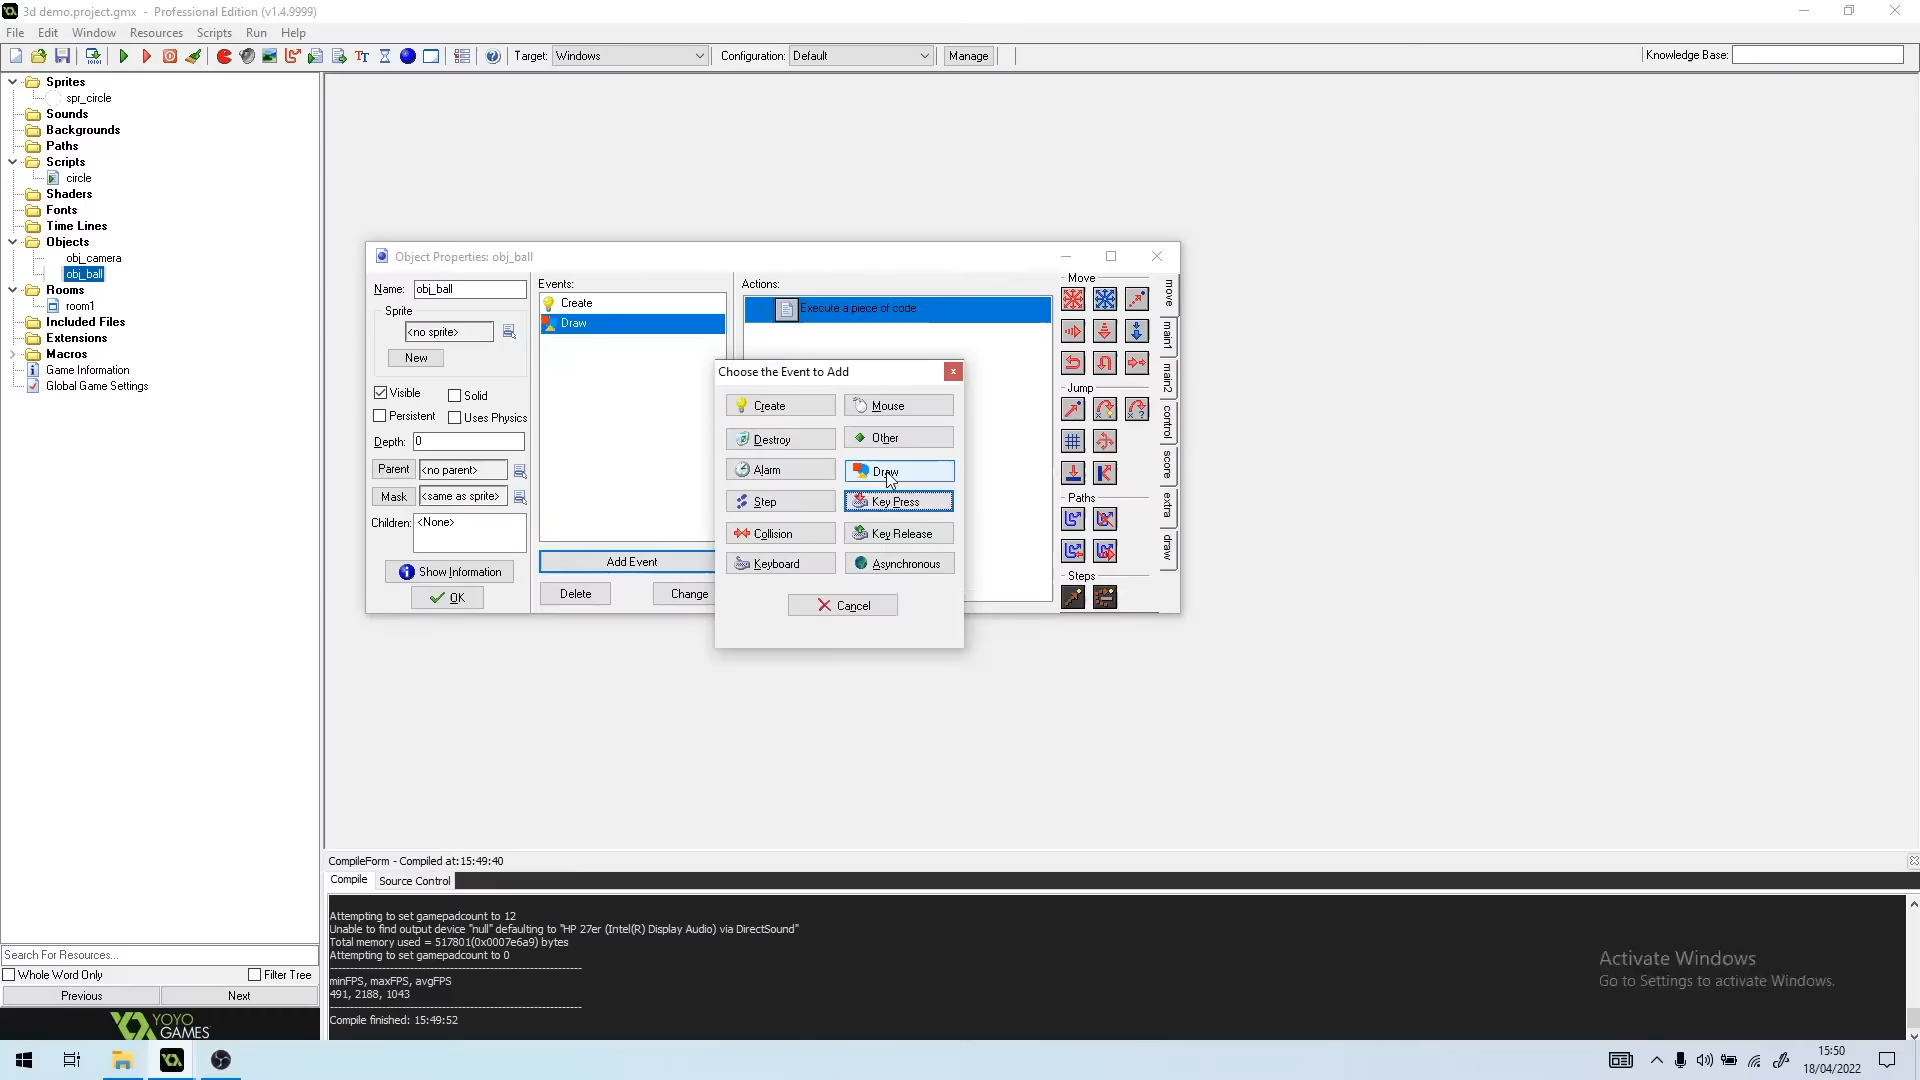 3d demo.project.gmx - Professional Edition (v1.4.9999)
File Edit Window Resources Scripts Run Help
Target: Windows Configuration: Default Manage Knowledge Base:
Sprites
spr_circle
Sounds
Backgrounds
Paths
Scripts
circle
Shaders
Fonts
Time Lines
Objects
obj_camera
obj_ball
Rooms
room1
Included Files
Extensions
Macros
Game Information
Global Game Settings
Search For Resources...
Whole Word Only Filter Tree
Previous Next
YOYO GAMES
Object Properties: obj_ball
Name: obj_ball
Sprite
<no sprite>
New
Visible Solid
Persistent Uses Physics
Depth: 0
Parent <no parent>
Mask <same as sprite>
Children: <None>
Show Information
OK
Events:
Create
Draw
Add Event
Delete Change
Actions:
Execute a piece of code
Choose the Event to Add
Create Mouse
Destroy Other
Alarm Draw
Step Key Press
Collision Key Release
Keyboard Asynchronous
Cancel
Move
Jump
Paths
Steps
move
main1
main2
control
score
extra
draw
CompileForm - Compiled at:15:49:40
Compile Source Control
Attempting to set gamepadcount to 12
Unable to find output device "null" defaulting to "HP 27er (Intel(R) Display Audio) via DirectSound"
Total memory used = 517801(0x0007e6a9) bytes
Attempting to set gamepadcount to 0
minFPS, maxFPS, avgFPS
491, 2188, 1043
Compile finished: 15:49:52
Activate Windows
Go to Settings to activate Windows.
15:50
18/04/2022